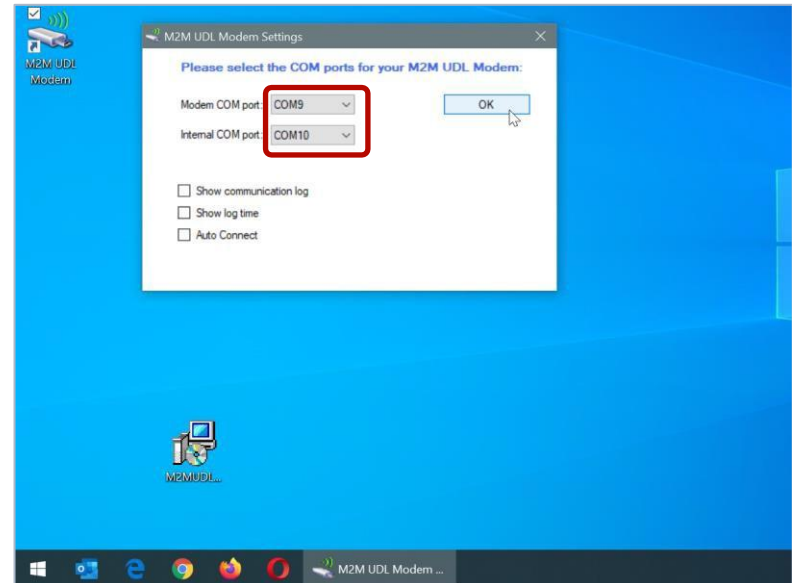 M2M UDL
Modem
M2M UDL Modem Settings
Please select the COM ports for your M2M UDL Modem:
Modem COM port:
COM9
OK
Internal COM port:
COM10
Show communication log
Show log time
Auto Connect
M2MUDL...
M2M UDL Modem ...